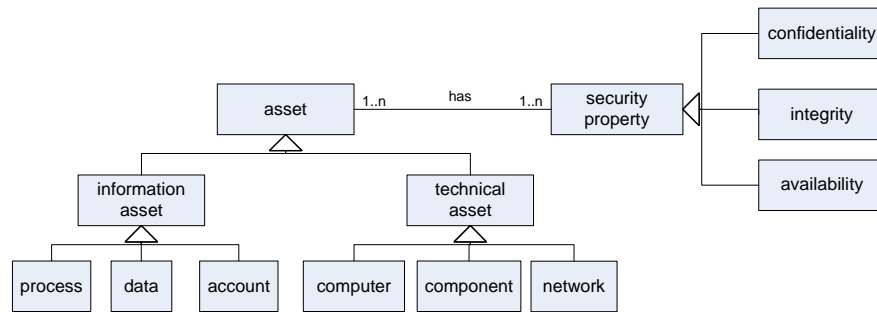 confidentiality
asset
1..n
has
1..n
security
property
integrity
availability
information
asset
technical
asset
process
data
account
computer
component
network